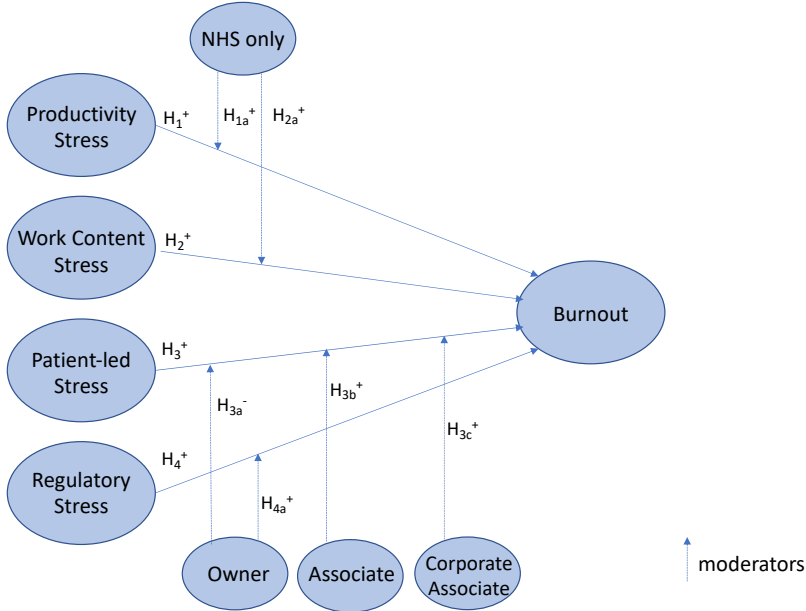 NHS only
Productivity
Stress
H₁⁺
H₁ₐ⁺
H₂ₐ⁺
Work Content
Stress
H₂⁺
Burnout
Patient-led
Stress
H₃⁺
H₃ₐ⁻
H₃b⁺
H₃c⁺
Regulatory
Stress
H₄⁺
H₄ₐ⁺
Owner
Associate
Corporate
Associate
moderators